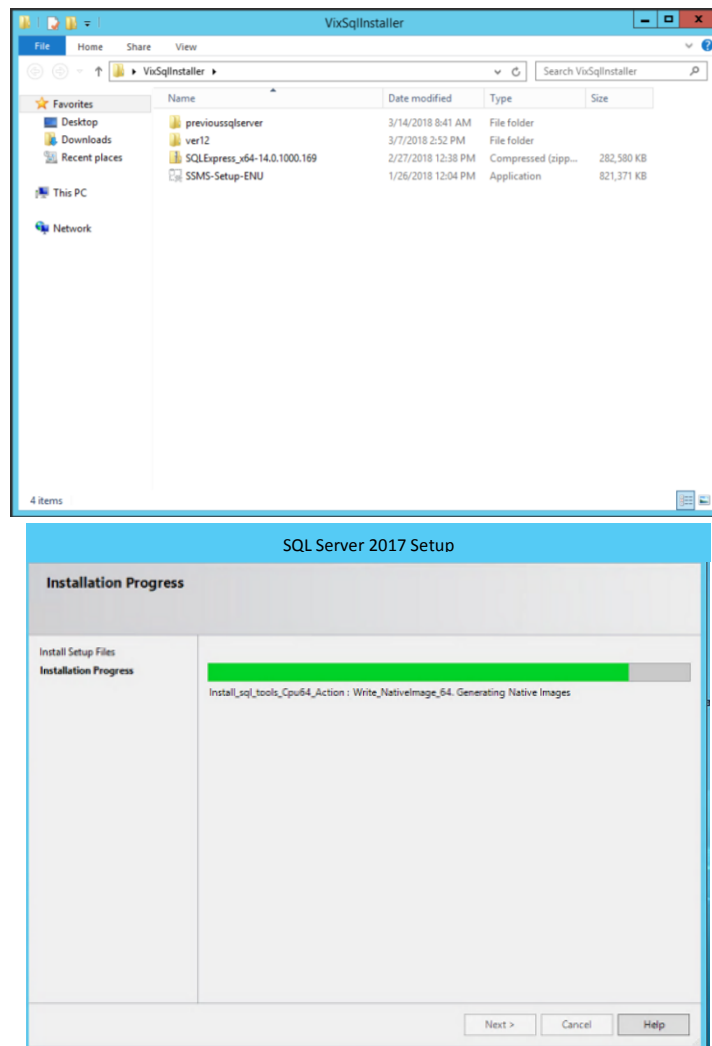 VixSqlInstaller
File Home Share View
VixSqlInstaller
Search VixSqlInstaller
Name Date modified Type Size
Favorites
Desktop
Downloads
Recent places
This PC
Network
previoussqlserver 3/14/2018 8:41 AM File folder
ver12 3/7/2018 2:52 PM File folder
SQLExpress_x64-14.0.1000.169 2/27/2018 12:38 PM Compressed (zipp... 282,580 KB
SSMS-Setup-ENU 1/26/2018 12:04 PM Application 821,371 KB
4 items
SQL Server 2017 Setup
Installation Progress
Install Setup Files
Installation Progress
Install_sql_tools_Cpu64_Action : Write_NativeImage_64. Generating Native Images
Next > Cancel Help